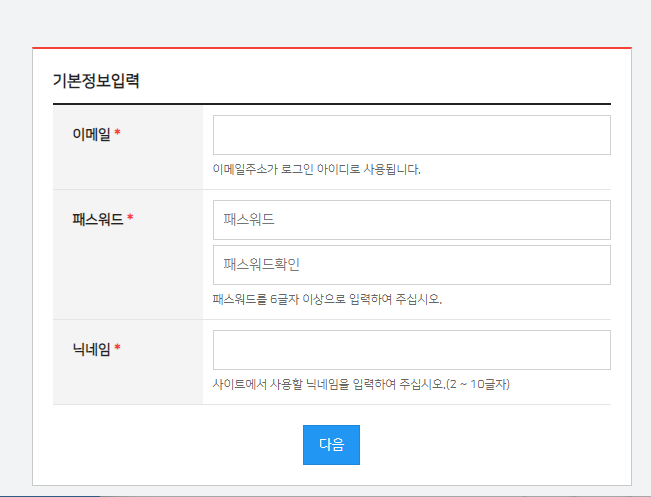 기본정보입력
이메일 *
이메일주소가 로그인 아이디로 사용됩니다.
패스워드 *
패스워드
패스워드확인
패스워드를 6글자 이상으로 입력하여 주십시오.
닉네임 *
사이트에서 사용할 닉네임을 입력하여 주십시오.(2 ~ 10글자)
다음